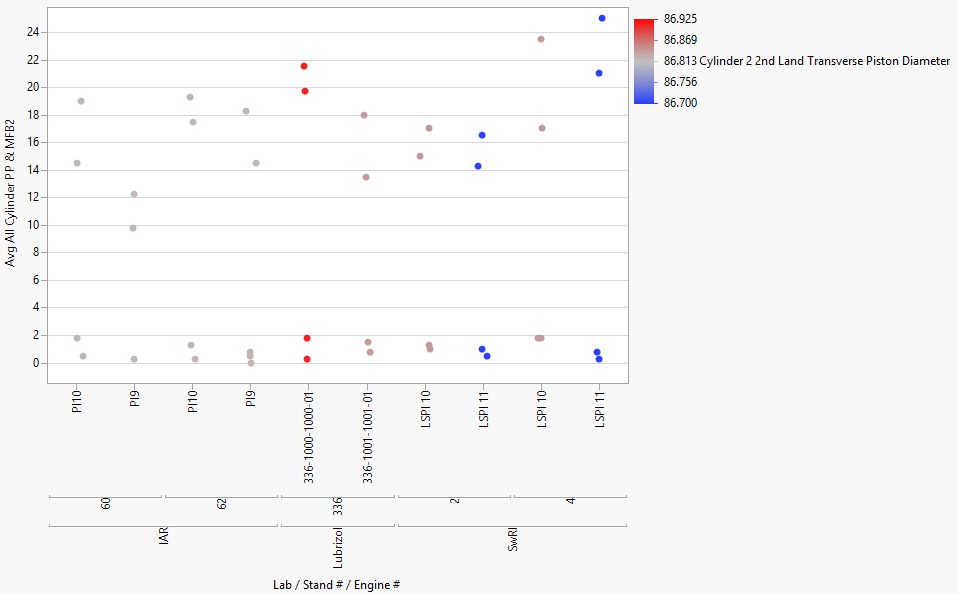 Avg All Cylinder PP & MFB2
24
22
20
18
16
14
12
10
8
6
4
2
0
86.925
86.869
86.813 Cylinder 2 2nd Land Transverse Piston Diameter
86.756
86.700
PI10
PI9
PI10
PI9
336-1000-1000-01
336-1001-1001-01
LSPI 10
LSPI 11
LSPI 10
LSPI 11
60
62
336
2
4
IAR
Lubrizol
SwRI
Lab / Stand # / Engine #